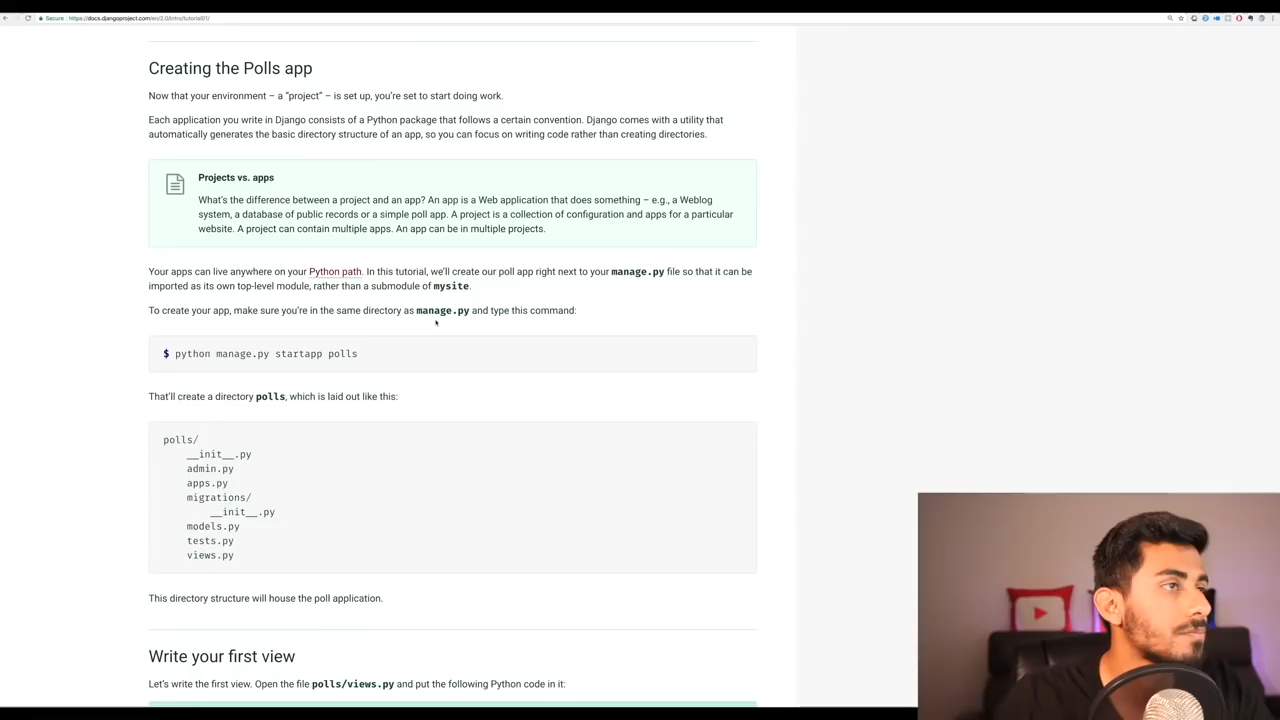 Secure
https://docs.djangoproject.com/en/2.0/intro/tutorial01/
Creating the Polls app
Now that your environment – a “project” – is set up, you’re set to start doing work.
Each application you write in Django consists of a Python package that follows a certain convention. Django comes with a utility that
automatically generates the basic directory structure of an app, so you can focus on writing code rather than creating directories.
Projects vs. apps
What’s the difference between a project and an app? An app is a Web application that does something – e.g., a Weblog
system, a database of public records or a simple poll app. A project is a collection of configuration and apps for a particular
website. A project can contain multiple apps. An app can be in multiple projects.
Your apps can live anywhere on your Python path. In this tutorial, we’ll create our poll app right next to your manage.py file so that it can be
imported as its own top-level module, rather than a submodule of mysite.
To create your app, make sure you’re in the same directory as manage.py and type this command:
$ python manage.py startapp polls
That’ll create a directory polls, which is laid out like this:
polls/
__init__.py
admin.py
apps.py
migrations/
__init__.py
models.py
tests.py
views.py
This directory structure will house the poll application.
Write your first view
Let’s write the first view. Open the file polls/views.py and put the following Python code in it: